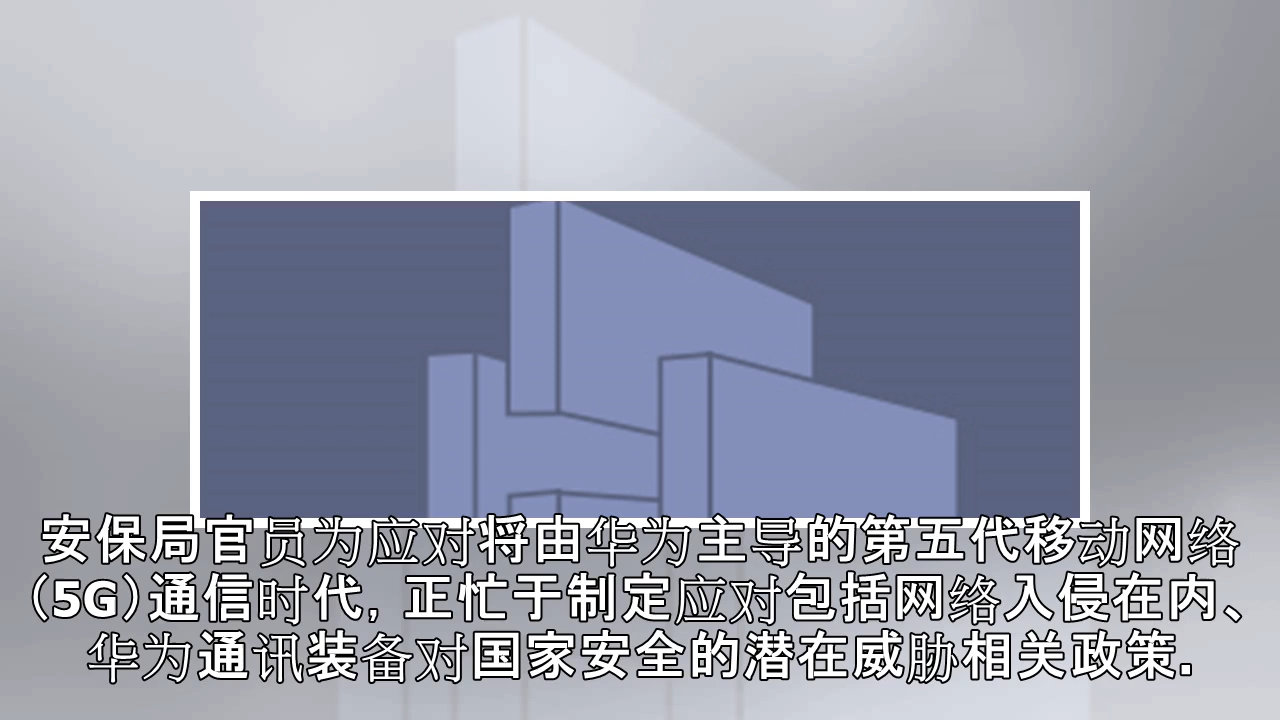 安保局官员为应对将由华为主导的第五代移动网络
(5G)通信时代, 正忙于制定应对包括网络入侵在内、
华为通讯装备对国家安全的潜在威胁相关政策.